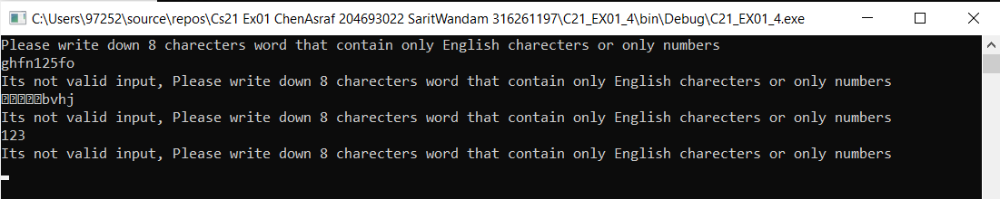 C:\Users\97252\source\repos\Cs21 Ex01 ChenAsraf 204693022 SaritWandam 316261197\C21_EX01_4\bin\Debug\C21_EX01_4.exe
Please write down 8 charecters word that contain only English charecters or only numbers
ghfn125fo
Its not valid input, Please write down 8 charecters word that contain only English charecters or only numbers
bvhj
Its not valid input, Please write down 8 charecters word that contain only English charecters or only numbers
123
Its not valid input, Please write down 8 charecters word that contain only English charecters or only numbers